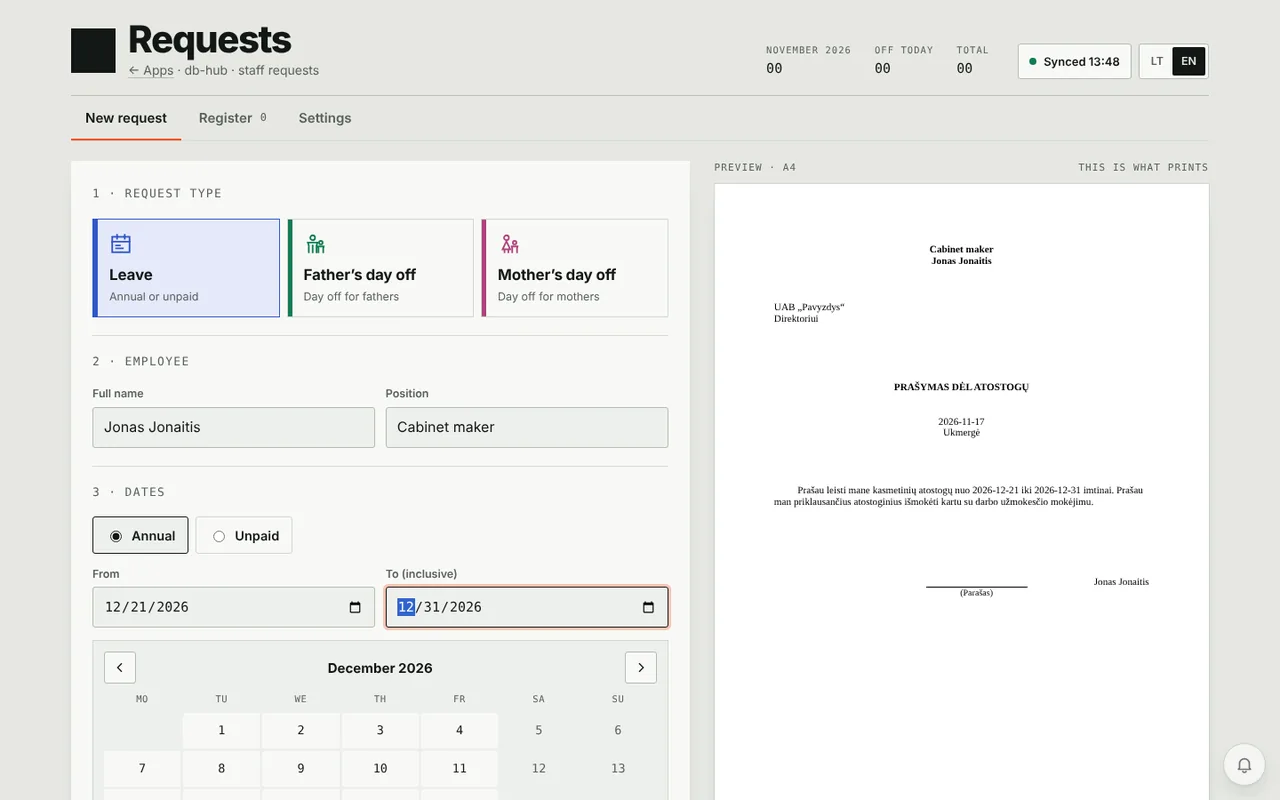 Requests
← Apps · db-hub · staff requests
NOVEMBER 2026
00
OFF TODAY
00
TOTAL
00
Synced 13:48
LT
EN
New request
Register 0
Settings
1 · REQUEST TYPE
Leave
Annual or unpaid
Father’s day off
Day off for fathers
Mother’s day off
Day off for mothers
2 · EMPLOYEE
Full name
Jonas Jonaitis
Position
Cabinet maker
3 · DATES
Annual
Unpaid
From
12/21/2026
To (inclusive)
12/31/2026
December 2026
MO TU WE TH FR SA SU
1 2 3 4 5 6
7 8 9 10 11 12 13
PREVIEW · A4
THIS IS WHAT PRINTS
Cabinet maker
Jonas Jonaitis
UAB „Pavyzdys“
Direktoriui
PRAŠYMAS DĖL ATOSTOGŲ
2026-11-17
Ukmergė
Prašau leisti mane kasmetinių atostogų nuo 2026-12-21 iki 2026-12-31 imtinai. Prašau
man priklausančius atostoginius išmokėti kartu su darbo užmokesčio mokėjimu.
Jonas Jonaitis
(Parašas)